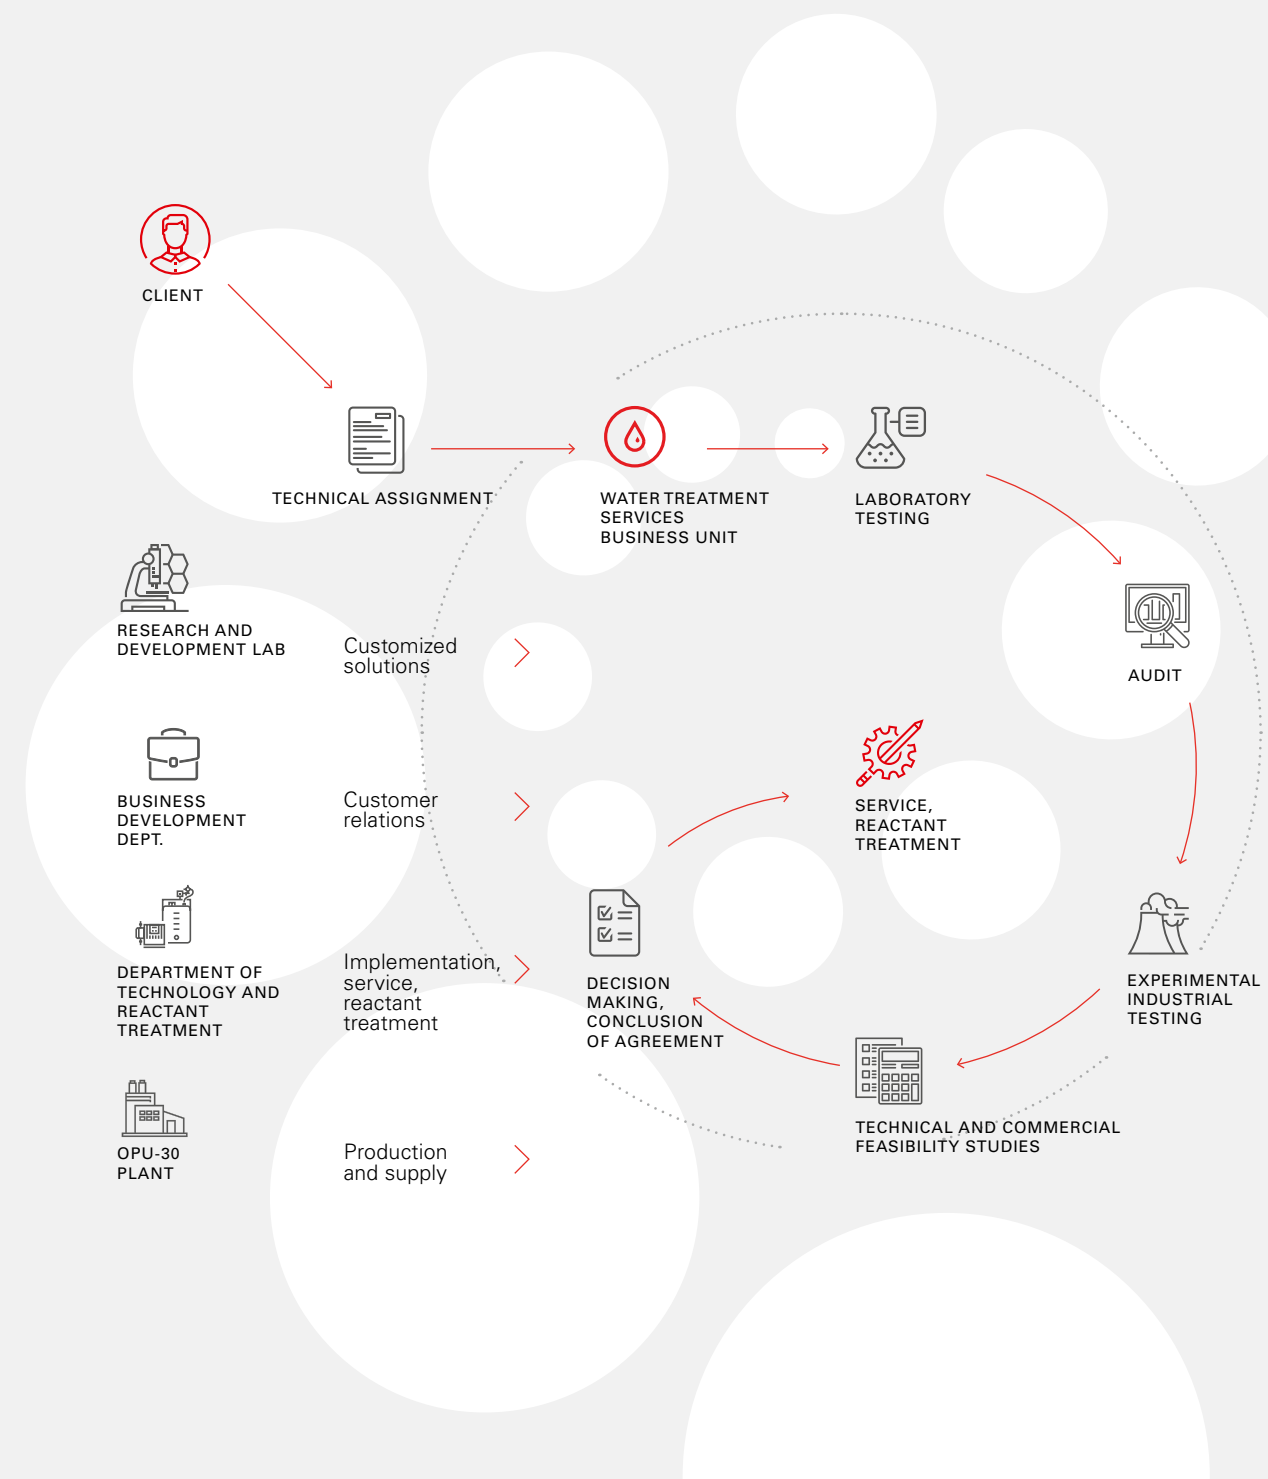 CLIENT
TECHNICAL ASSIGNMENT
WATER TREATMENT
SERVICES
BUSINESS UNIT
LABORATORY
TESTING
AUDIT
EXPERIMENTAL
INDUSTRIAL
TESTING
TECHNICAL AND COMMERCIAL
FEASIBILITY STUDIES
DECISION
MAKING,
CONCLUSION
OF AGREEMENT
SERVICE,
REACTANT
TREATMENT
RESEARCH AND
DEVELOPMENT LAB
Customized
solutions
BUSINESS
DEVELOPMENT
DEPT.
Customer
relations
DEPARTMENT OF
TECHNOLOGY AND
REACTANT
TREATMENT
Implementation,
service,
reactant
treatment
OPU-30
PLANT
Production
and supply